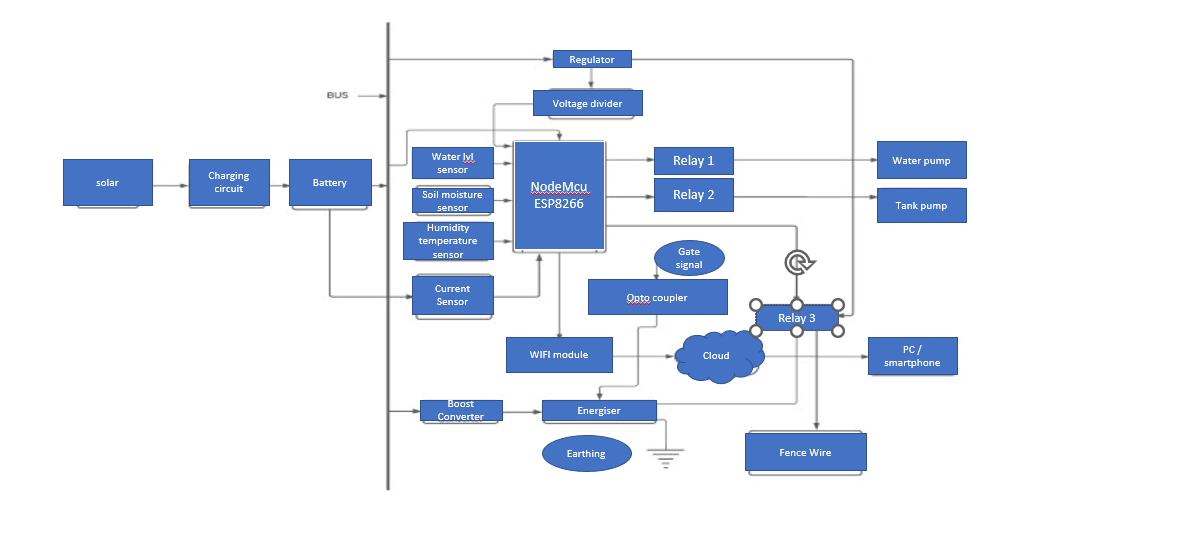 Regulator
BUS
Voltage divider
Water lvl
sensor
Relay 1
Water pump
solar
Charging
circuit
Battery
NodeMcu
ESP8266
Soil moisture
sensor
Relay 2
Tank pump
Humidity
temperature
sensor
Gate
signal
Current
Sensor
Opto coupler
Relay 3
WIFI module
Cloud
PC /
smartphone
Boost
Converter
Energiser
Earthing
Fence Wire